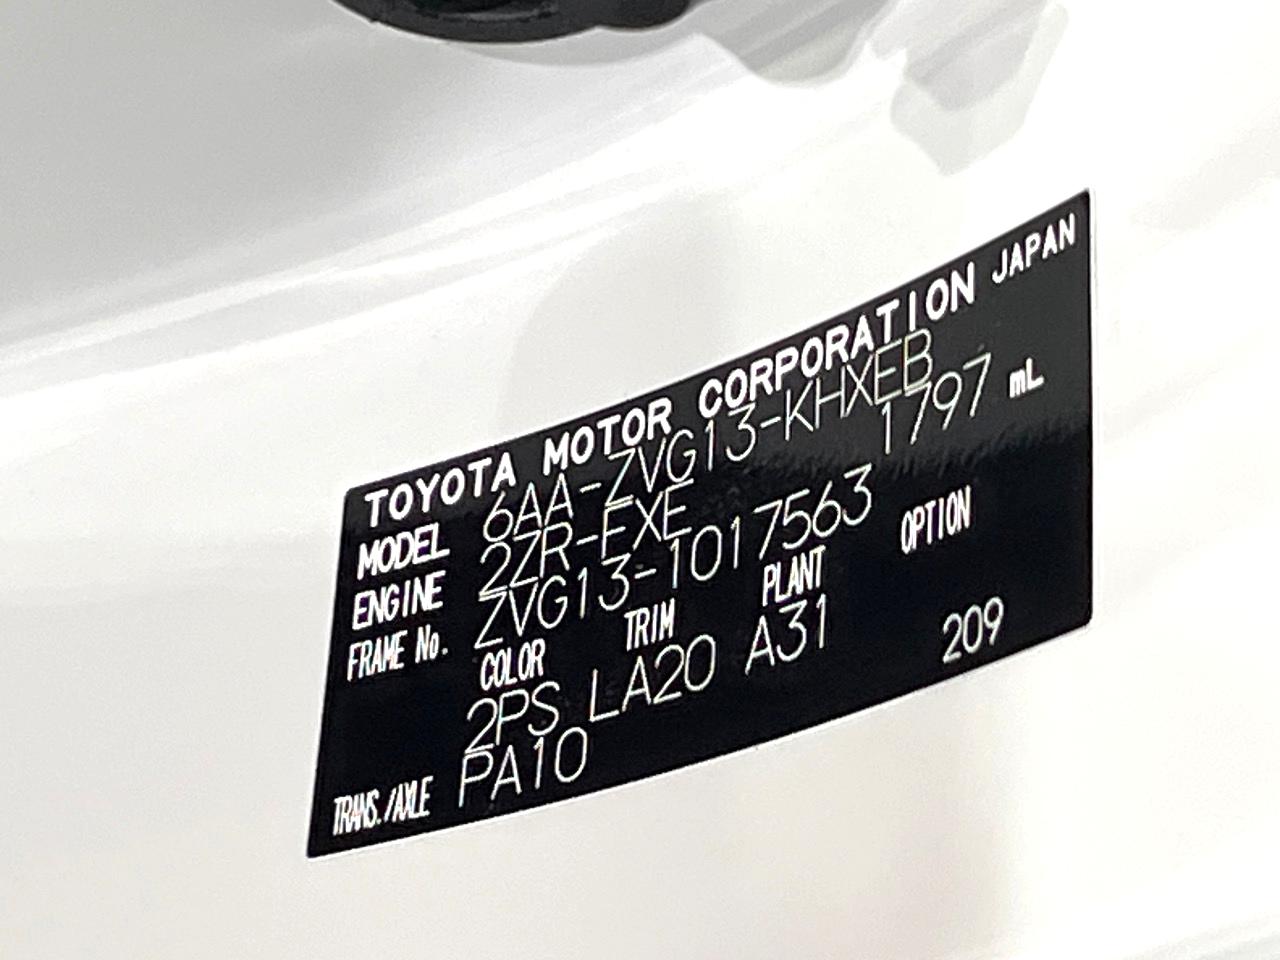 TOYOTA MOTOR CORPORATION JAPAN
MODEL 6AA-ZVG13-KHXEB
ENGINE 2ZR-FXE 1797 mL
FRAME No. ZVG13-1017563
COLOR TRIM PLANT OPTION
2PS LA20 A31 209
TRANS./AXLE PA10